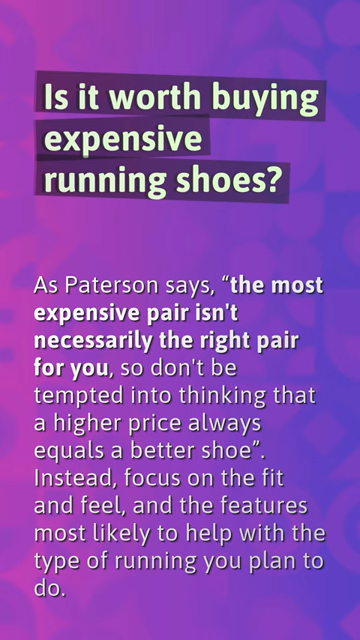 Is it worth buying
expensive
running shoes?
As Paterson says, “the most
expensive pair isn't
necessarily the right pair
for you, so don't be
tempted into thinking that
a higher price always
equals a better shoe”.
Instead, focus on the fit
and feel, and the features
most likely to help with the
type of running you plan to
do.